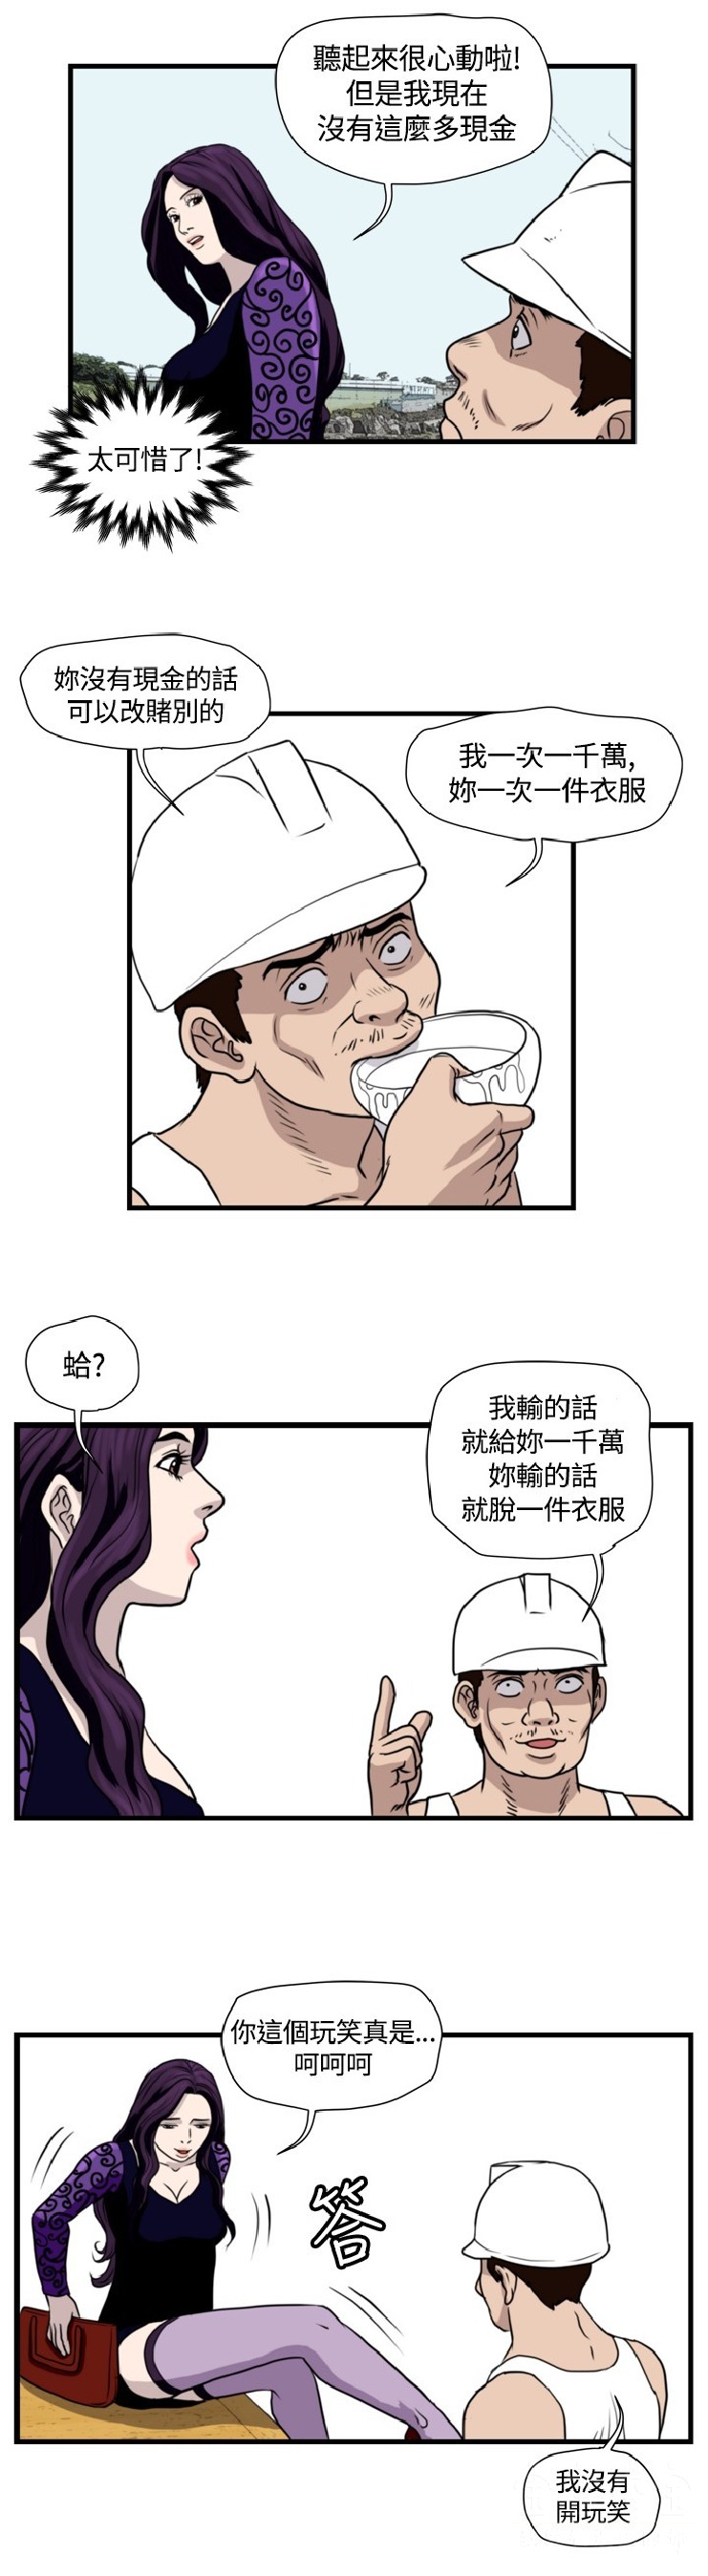 聽起來很心動啦!
但是我現在
沒有這麼多現金
太可惜了!
妳沒有現金的話
可以改賭別的
我一次一千萬,
妳一次一件衣服
蛤?
我輸的話
就給妳一千萬
妳輸的話
就脫一件衣服
你這個玩笑真是...
呵呵呵
答
我沒有
開玩笑